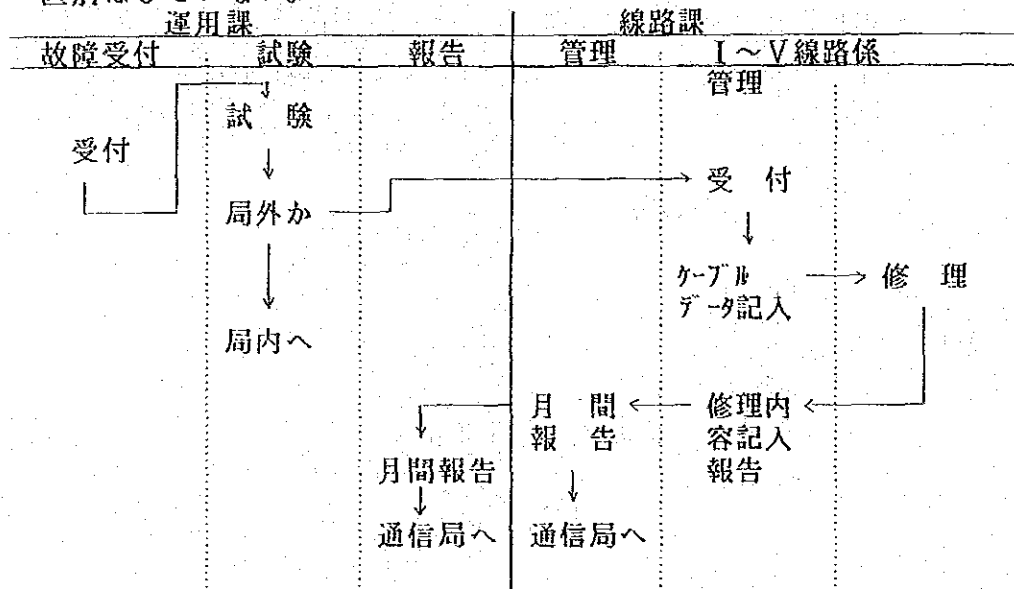 運用課 線路課
故障受付 試験 報告 管理 Ⅰ~Ⅴ線路係
管理
試験
受付
受付
局外か
ケーブル
データ記入
修理
局内へ
月間
報告
修理内
容記入
報告
月間報告
通信局へ 通信局へ